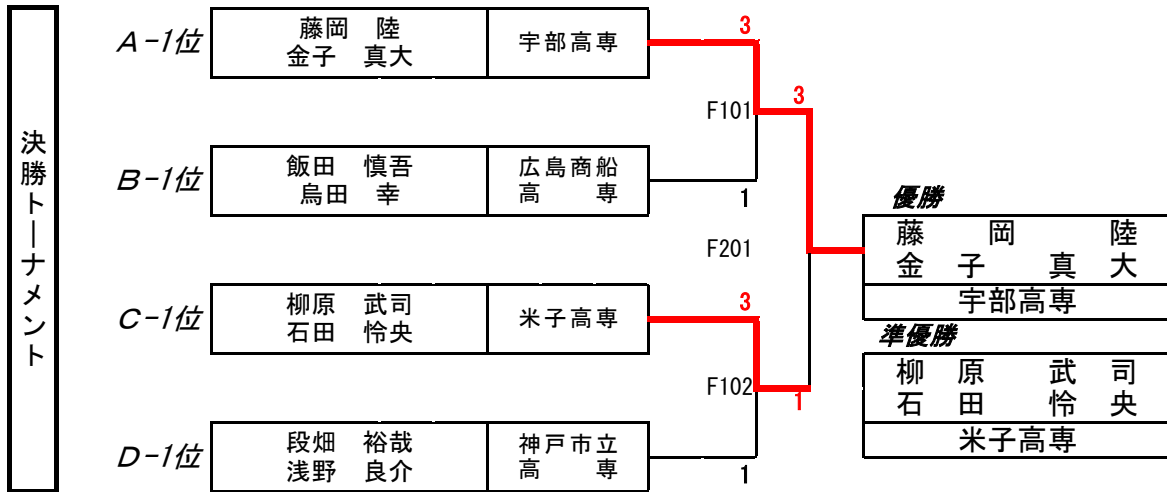 決勝トーナメント
A-1位
藤岡　陸
金子　真大
宇部高専
3
F101
3
B-1位
飯田　慎吾
鳥田　幸
広島商船
高　　専
1
F201
C-1位
柳原　武司
石田　怜央
米子高専
3
F102
1
D-1位
段畑　裕哉
浅野　良介
神戸市立
高　　専
1
優勝
藤　岡　　陸
金　子　真　大
宇部高専
準優勝
柳　原　武　司
石　田　怜　央
米子高専